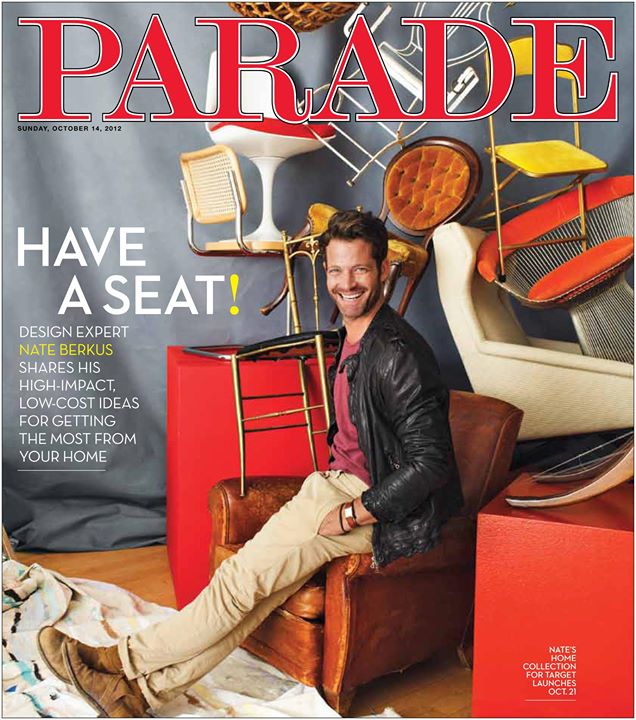 PARADE
SUNDAY, OCTOBER 14, 2012
HAVE
A SEAT!
DESIGN EXPERT
NATE BERKUS
SHARES HIS
HIGH-IMPACT,
LOW-COST IDEAS
FOR GETTING
THE MOST FROM
YOUR HOME
NATE'S
HOME
COLLECTION
FOR TARGET
LAUNCHES
OCT. 21